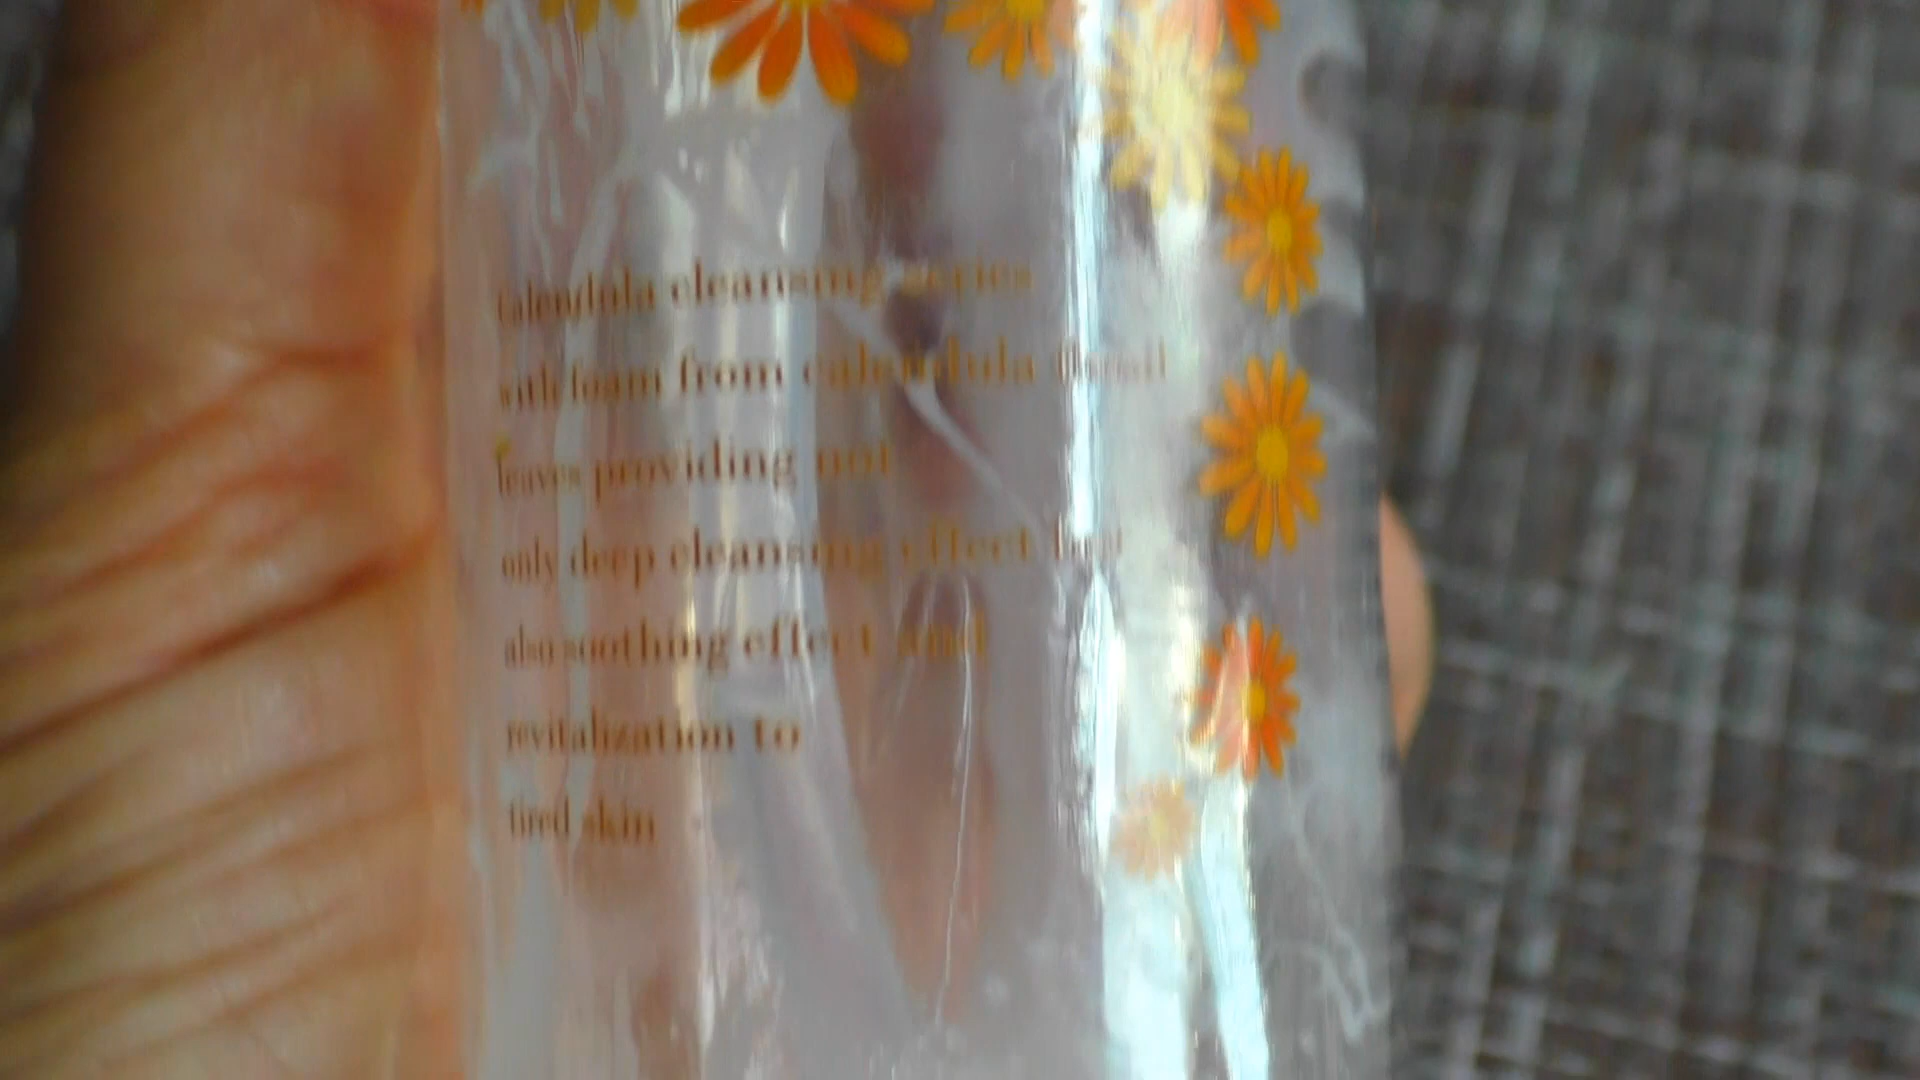 calendula cleansing series
with foam from calendula
leaves providing not
only deep cleansing effect but
also soothing effect and
revitalization to
tired skin